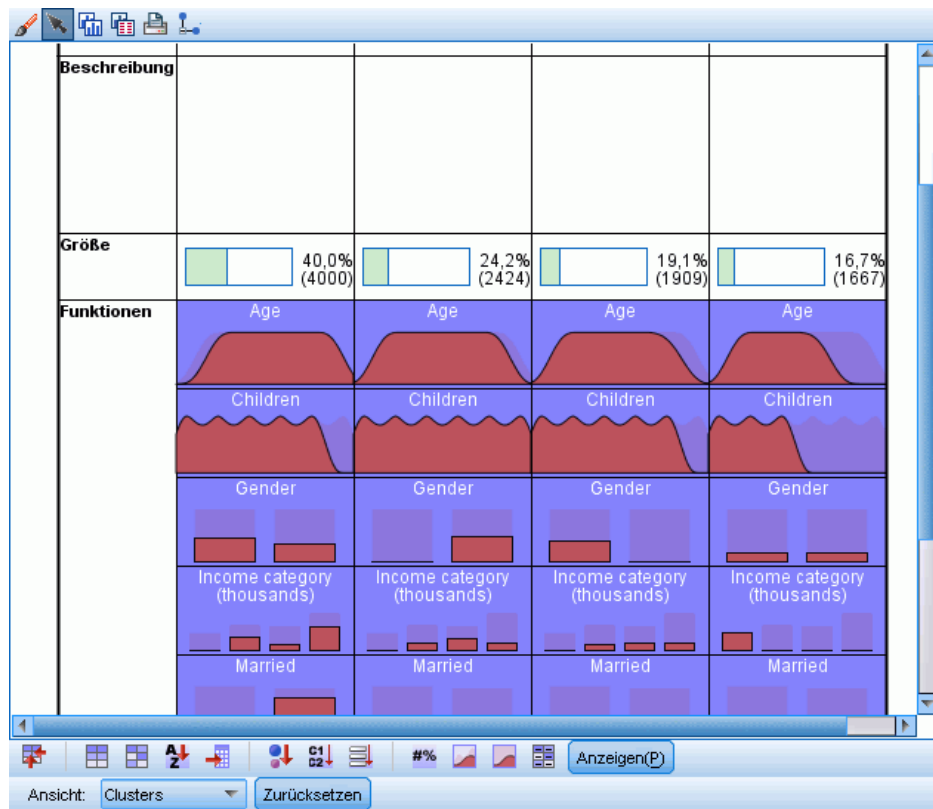 Beschreibung
Größe
40,0% 24,2% 19,1% 16,7%
(4000) (2424) (1909) (1667)
Funktionen
Age Age Age Age
Children Children Children Children
Gender Gender Gender Gender
Income category Income category Income category Income category
(thousands) (thousands) (thousands) (thousands)
Married Married Married Married
A
Z
C1
C2
#%
Anzeigen(P)
Ansicht: Clusters Zurücksetzen